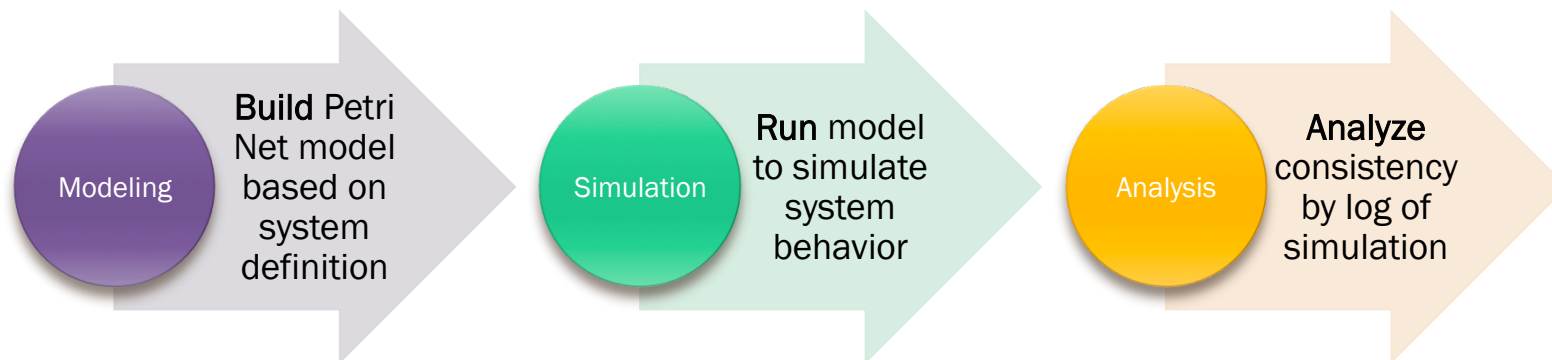 Modeling
Build Petri
Net model
based on
system
definition
Simulation
Run model
to simulate
system
behavior
Analysis
Analyze
consistency
by log of
simulation